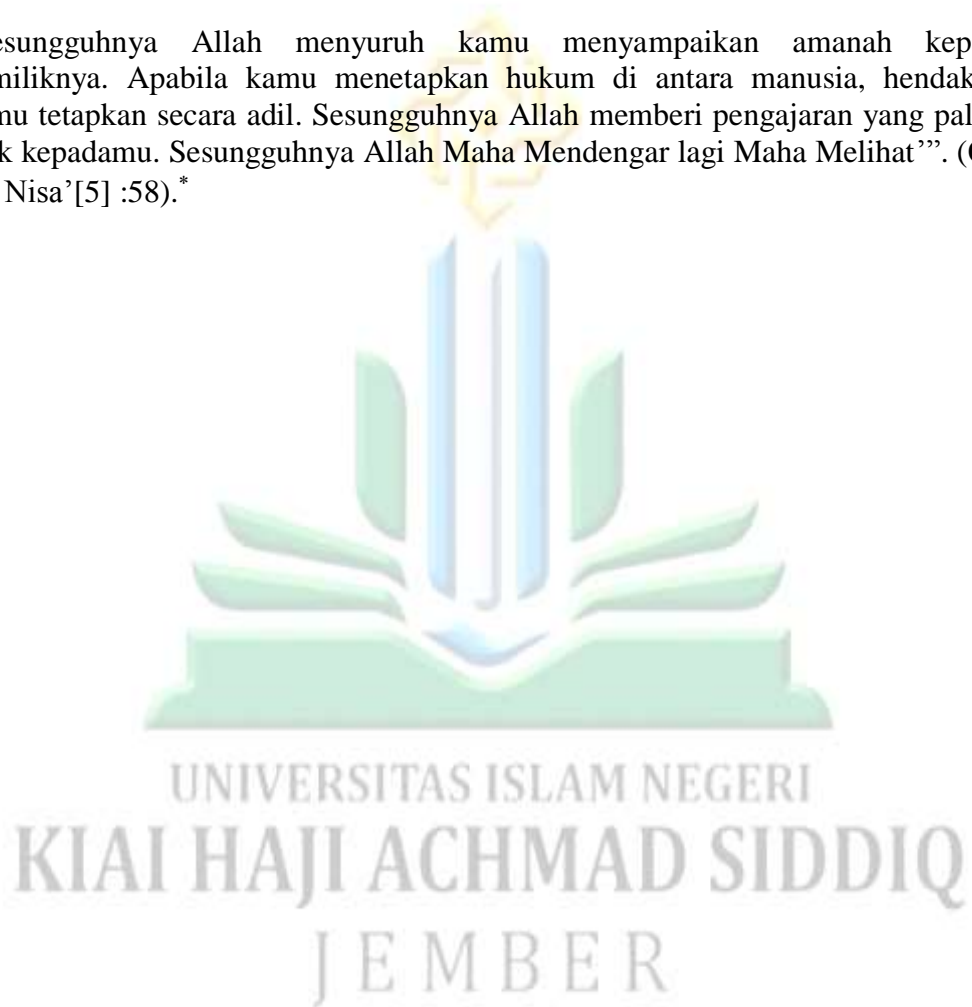 esungguhnya Allah menyuruh kamu menyampaikan amanah kep
miliknya. Apabila kamu menetapkan hukum di antara manusia, hendak
mu tetapkan secara adil. Sesungguhnya Allah memberi pengajaran yang pal
k kepadamu. Sesungguhnya Allah Maha Mendengar lagi Maha Melihat’”. (
Nisa’[5] :58).*
UNIVERSITAS ISLAM NEGERI
KIAI HAJI ACHMAD SIDDIQ
JEMBER